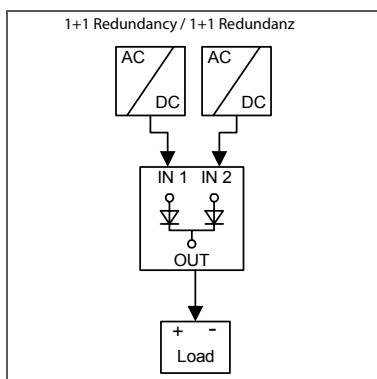 1+1 Redundancy / 1+1 Redundanz
AC AC
DC DC
IN 1 IN 2
OUT
+ -
Load